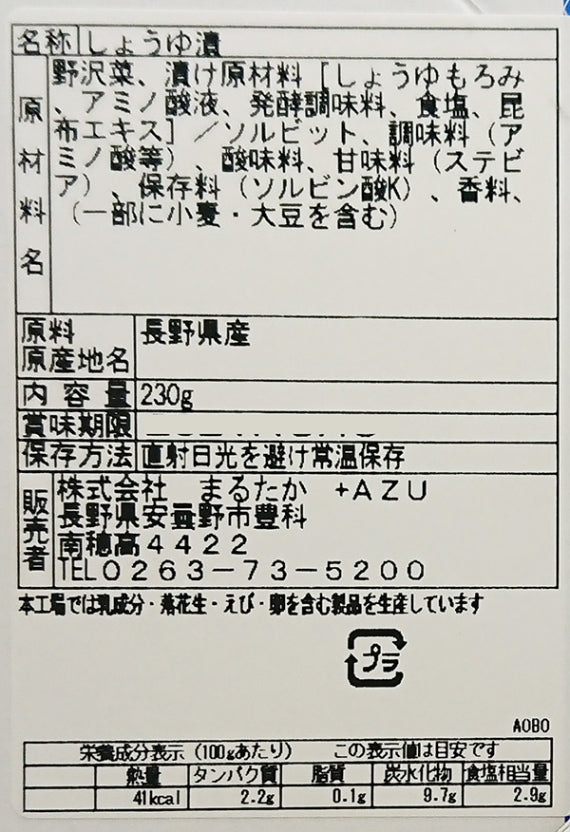 名称 しょうゆ漬
原材料名 野沢菜、漬け原材料［しょうゆもろみ
、アミノ酸液、発酵調味料、食塩、昆
布エキス］／ソルビット、調味料（ア
ミノ酸等）、酸味料、甘味料（ステビ
ア）、保存料（ソルビン酸K）、香料、
（一部に小麦・大豆を含む）
原料原産地名 長野県産
内容量 230g
賞味期限
保存方法 直射日光を避け常温保存
販売者 株式会社　まるたか　+AZU
長野県安曇野市豊科
南穂高4422
TEL0263-73-5200
本工場では乳成分・落花生・えび・卵を含む製品を生産しています
プラ
AOBO
栄養成分表示（100gあたり）　この表示値は目安です
熱量 タンパク質 脂質 炭水化物 食塩相当量
41kcal 2.2g 0.1g 9.7g 2.9g